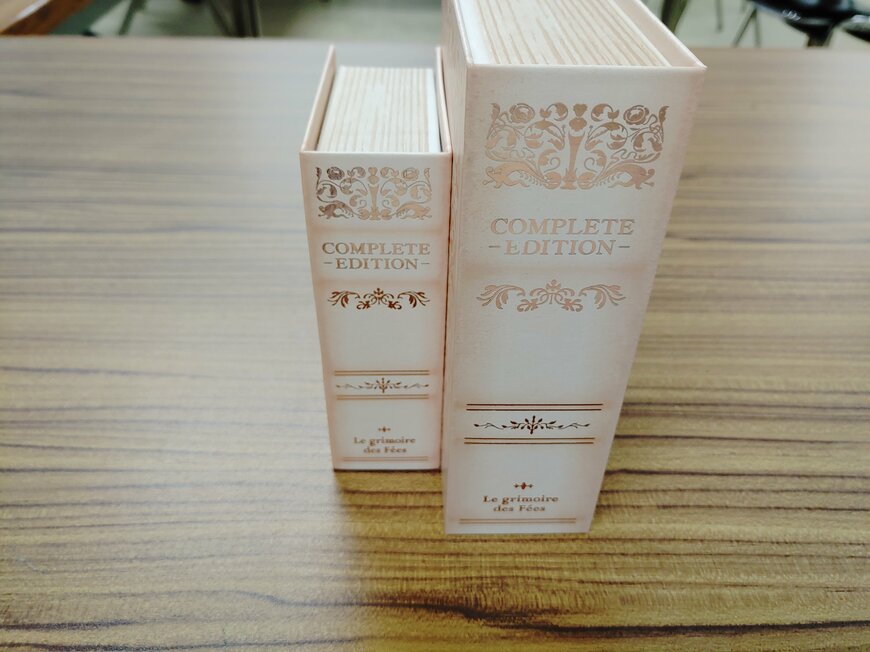 COMPLETE
-EDITION-
Le grimoire
des Fées
COMPLETE
-EDITION-
Le grimoire
des Fées